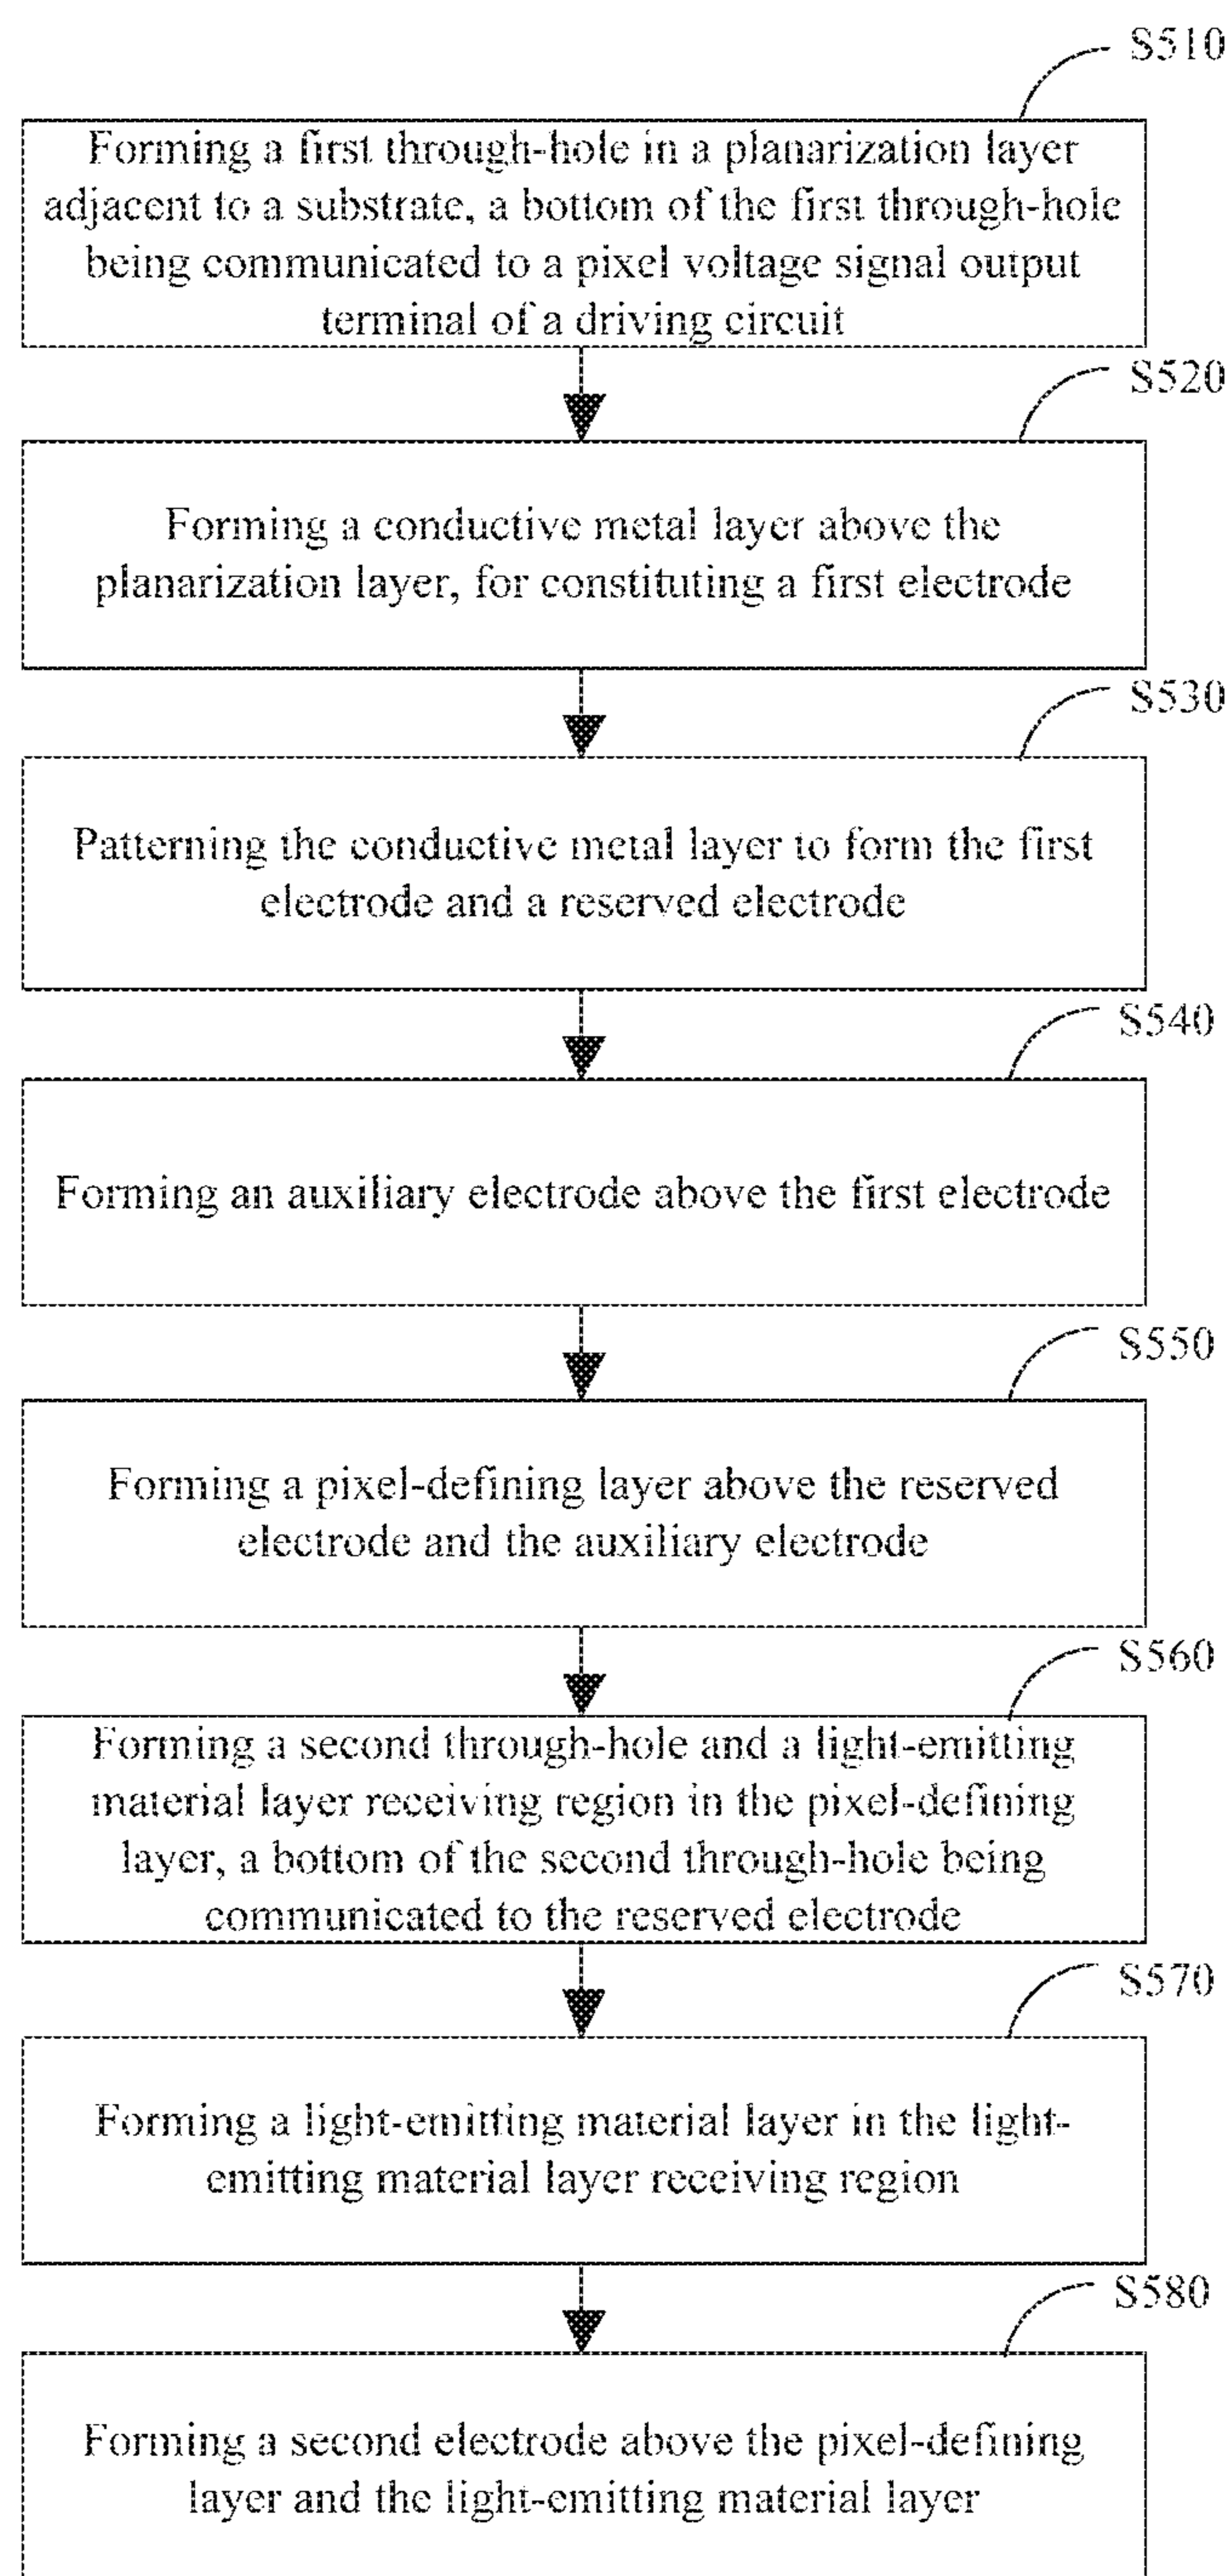 S510
Forming a first through-hole in a planarization layer
adjacent to a substrate, a bottom of the first through-hole
being communicated to a pixel voltage signal output
terminal of a driving circuit
S520
Forming a conductive metal layer above the
planarization layer, for constituting a first electrode
S530
Patterning the conductive metal layer to form the first
electrode and a reserved electrode
S540
Forming an auxiliary electrode above the first electrode
S550
Forming a pixel-defining layer above the reserved
electrode and the auxiliary electrode
S560
Forming a second through-hole and a light-emitting
material layer receiving region in the pixel-defining
layer, a bottom of the second through-hole being
communicated to the reserved electrode
S570
Forming a light-emitting material layer in the light-
emitting material layer receiving region
S580
Forming a second electrode above the pixel-defining
layer and the light-emitting material layer